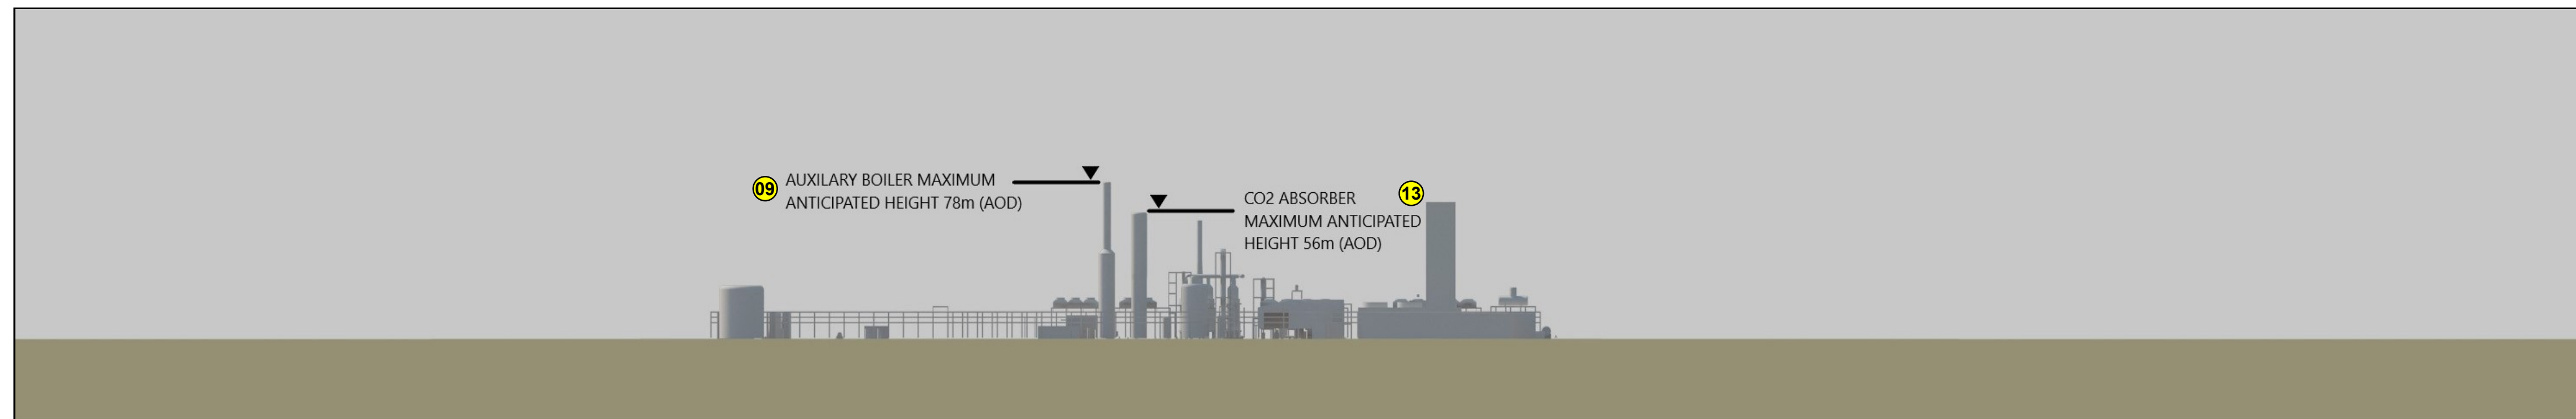 09
AUXILARY BOILER MAXIMUM
ANTICIPATED HEIGHT 78m (AOD)
13
CO2 ABSORBER
MAXIMUM ANTICIPATED
HEIGHT 56m (AOD)